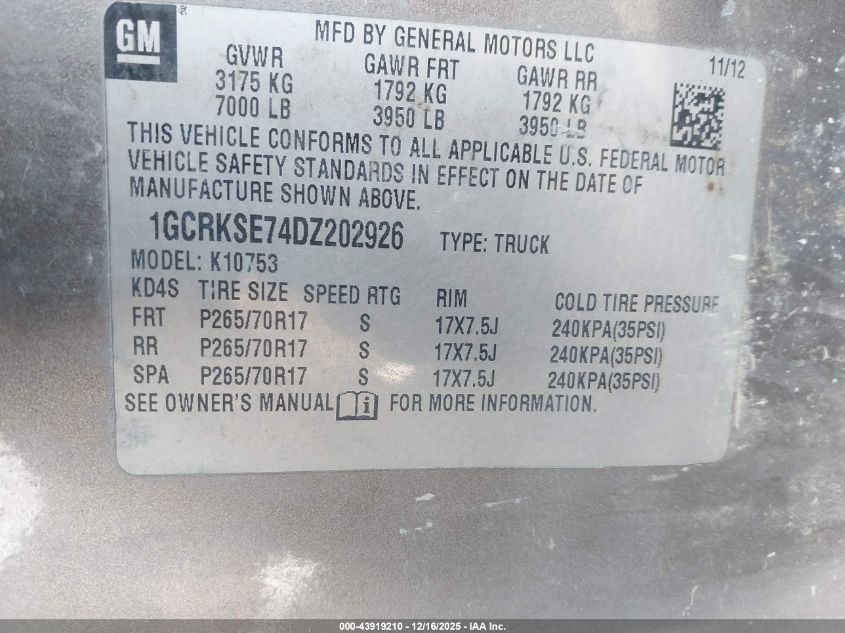 GM ®
MFD BY GENERAL MOTORS LLC
GVWR GAWR FRT GAWR RR 11/12
3175 KG 1792 KG 1792 KG
7000 LB 3950 LB 3950 LB
THIS VEHICLE CONFORMS TO ALL APPLICABLE U.S. FEDERAL MOTOR
VEHICLE SAFETY STANDARDS IN EFFECT ON THE DATE OF
MANUFACTURE SHOWN ABOVE.
1GCRKSE74DZ202926 TYPE: TRUCK
MODEL: K10753
KD4S TIRE SIZE SPEED RTG RIM COLD TIRE PRESSURE
FRT P265/70R17 S 17X7.5J 240KPA(35PSI)
RR P265/70R17 S 17X7.5J 240KPA(35PSI)
SPA P265/70R17 S 17X7.5J 240KPA(35PSI)
SEE OWNER'S MANUAL i FOR MORE INFORMATION.
000-43919210 - 12/16/2025 - IAA Inc.